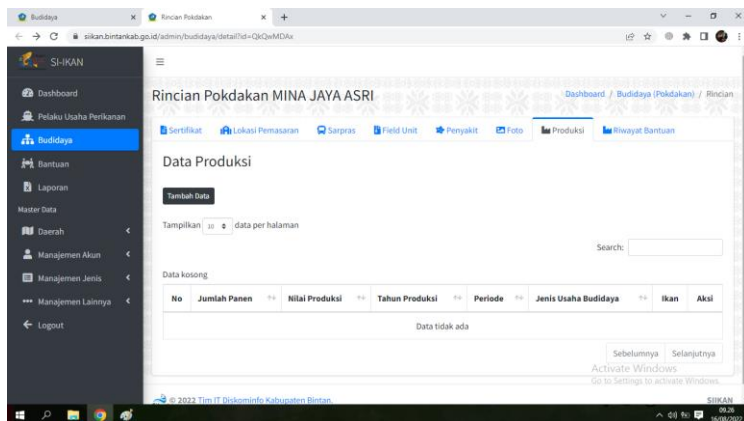 Budidaya
Rincian Pokdakan
siikan.bintankab.go.id/admin/budidaya/detail?id=QkQwMDAx
SI-IKAN
Dashboard
Pelaku Usaha Perikanan
Budidaya
Bantuan
Laporan
Master Data
Daerah
Manajemen Akun
Manajemen Jenis
Manajemen Lainnya
Logout
Rincian Pokdakan MINA JAYA ASRI
Dashboard / Budidaya (Pokdakan) / Rincian
Sertifikat Lokasi Pemasaran Sarpras Field Unit Penyakit Foto Produksi Riwayat Bantuan
Data Produksi
Tambah Data
Tampilkan 10 data per halaman
Search:
Data kosong
No Jumlah Panen Nilai Produksi Tahun Produksi Periode Jenis Usaha Budidaya Ikan Aksi
Data tidak ada
Sebelumnya Selanjutnya
Activate Windows
Go to Settings to activate Windows.
© 2022 Tim IT Diskominfo Kabupaten Bintan. SIIKAN
09.26
16/08/2022